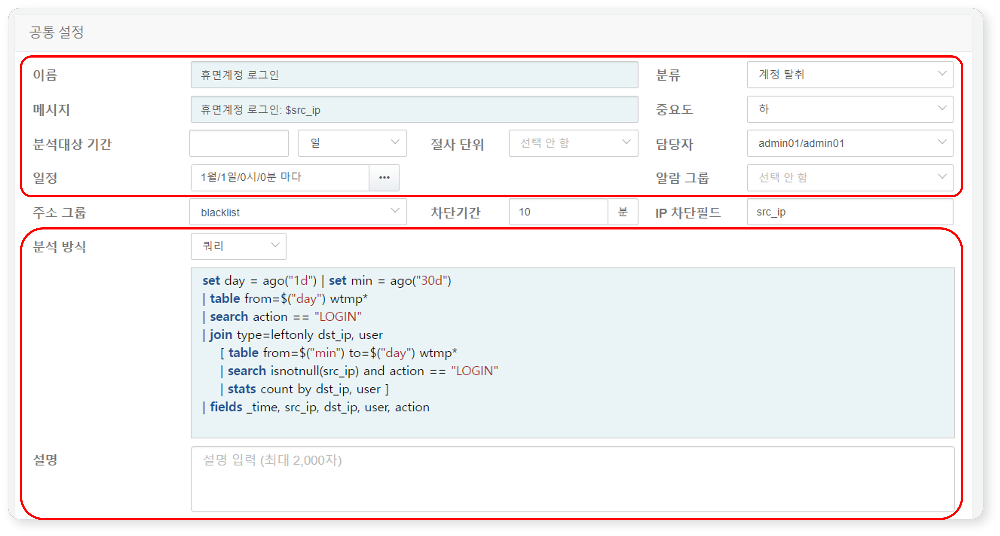 공통 설정
이름 휴면계정 로그인 분류 계정 탈취
메시지 휴면계정 로그인: $src_ip 중요도 하
분석대상 기간 일 절사 단위 선택 안 함 담당자 admin01/admin01
일정 1월/1일/0시/0분 마다 ••• 알람 그룹 선택 안 함
주소 그룹 blacklist 차단기간 10 분 IP 차단필드 src_ip
분석 방식 쿼리
set day = ago("1d") | set min = ago("30d")
| table from=$("day") wtmp*
| search action == "LOGIN"
| join type=leftonly dst_ip, user
[ table from=$("min") to=$("day") wtmp*
| search isnotnull(src_ip) and action == "LOGIN"
| stats count by dst_ip, user ]
| fields _time, src_ip, dst_ip, user, action
설명 설명 입력 (최대 2,000자)